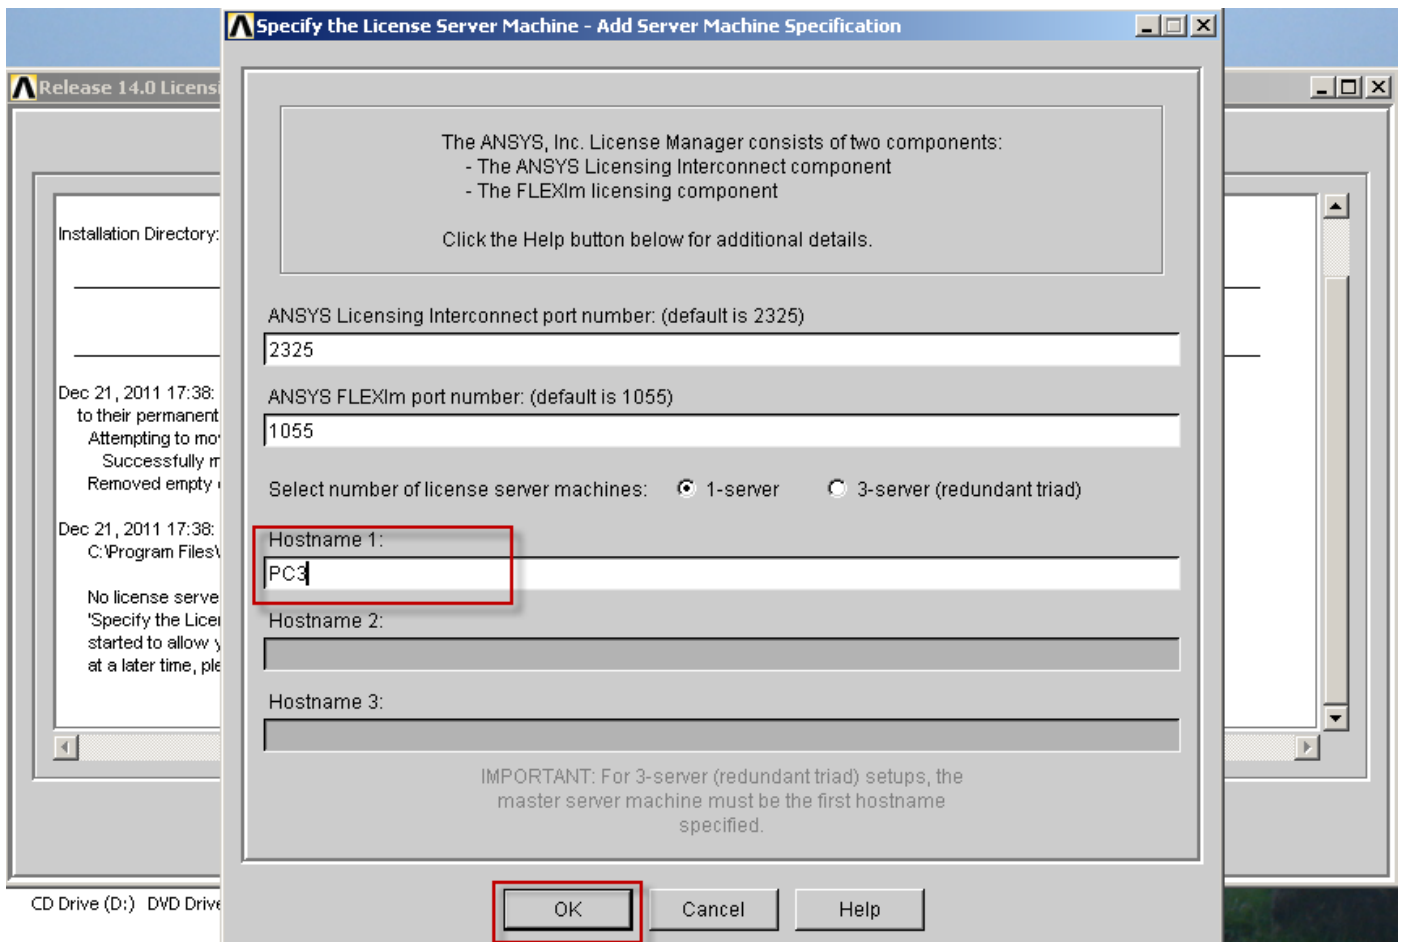 Specify the License Server Machine - Add Server Machine Specification
Release 14.0 Licensi
The ANSYS, Inc. License Manager consists of two components:
- The ANSYS Licensing Interconnect component
- The FLEXlm licensing component
Click the Help button below for additional details.
Installation Directory:
ANSYS Licensing Interconnect port number: (default is 2325)
2325
ANSYS FLEXlm port number: (default is 1055)
1055
Select number of license server machines: 1-server 3-server (redundant triad)
Hostname 1:
PC3
Hostname 2:
Hostname 3:
IMPORTANT: For 3-server (redundant triad) setups, the
master server machine must be the first hostname
specified.
OK Cancel Help
Dec 21, 2011 17:38:
to their permanent
Attempting to mo
Successfully
Removed empty
Dec 21, 2011 17:38:
C:\Program Files\
No license serve
'Specify the Lice
started to allow
at a later time, ple
CD Drive (D:) DVD Drive